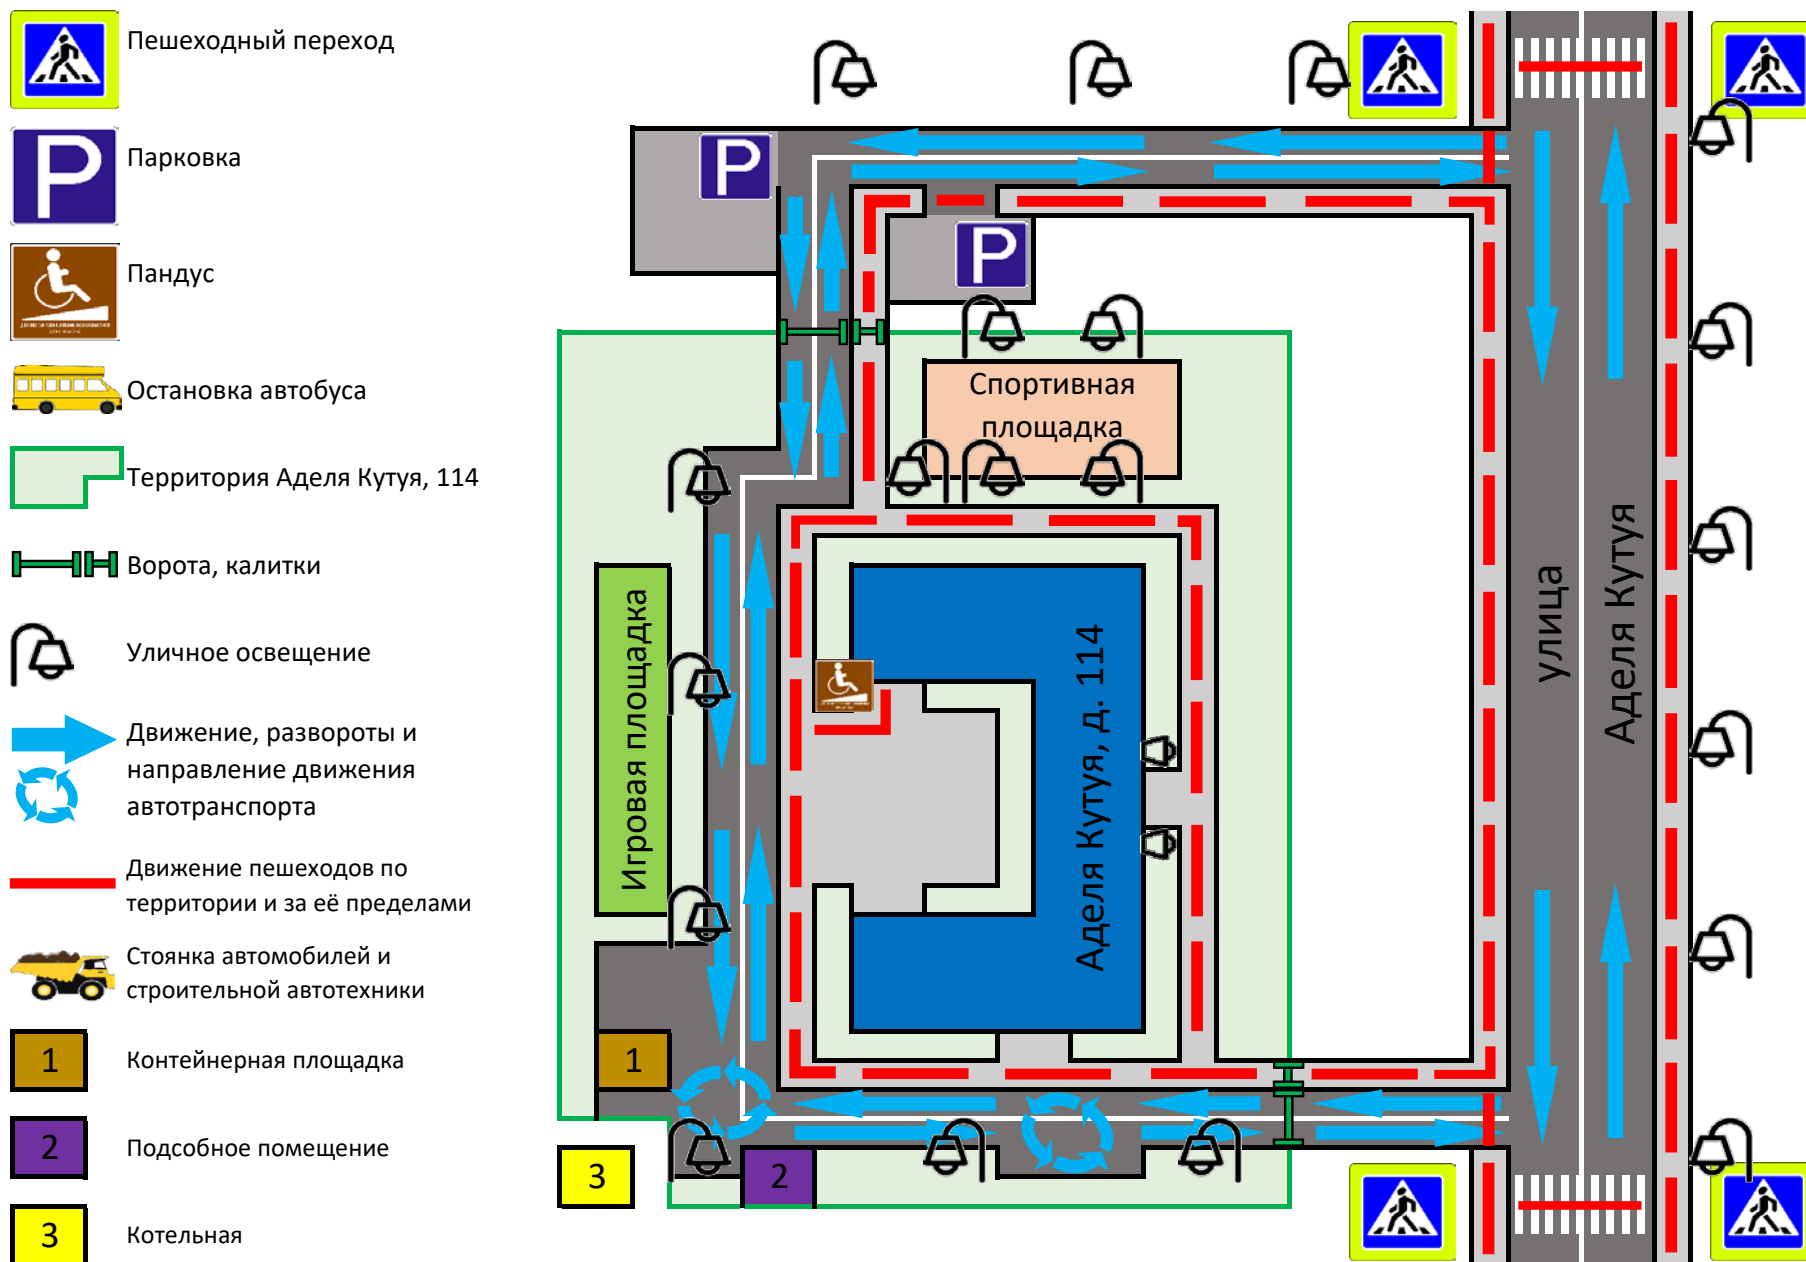 Пешеходный переход
P
Парковка
Пандус
Остановка автобуса
Территория Аделя Кутуя, 114
Ворота, калитки
Уличное освещение
Движение, развороты и
направление движения
автотранспорта
Движение пешеходов по
территории и за её пределами
Стоянка автомобилей и
строительной автотехники
1
Контейнерная площадка
2
Подсобное помещение
3
Котельная
P
P
Спортивная
площадка
Игровая площадка
Аделя Кутуя, д. 114
улица
Аделя Кутуя
1
2
3